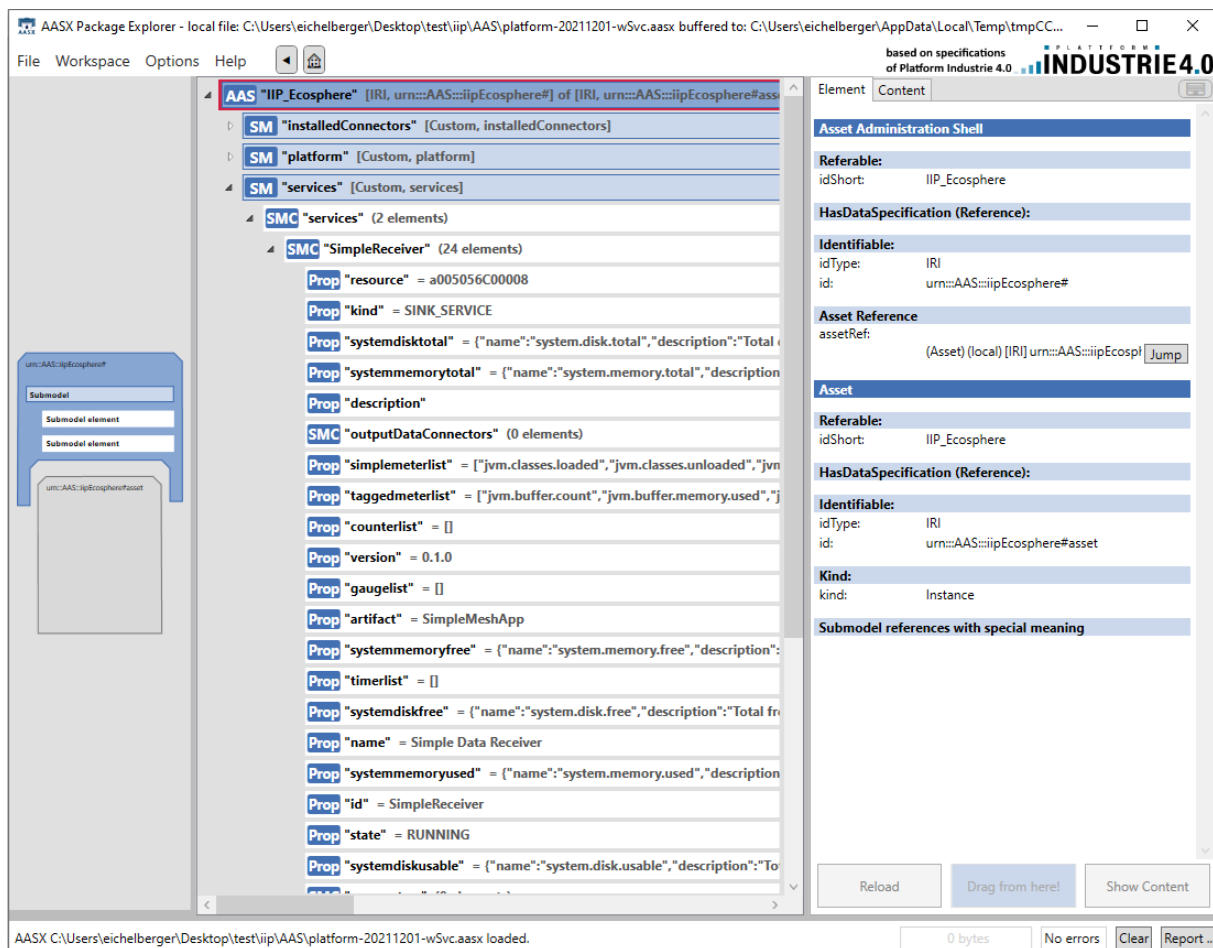 AASX Package Explorer - local file: C:\Users\eichelberger\Desktop\test\iip\AAS\platform-20211201-wSvc.aasx buffered to: C:\Users\eichelberger\AppData\Local\Temp\tmpCC...
File Workspace Options Help
based on specifications
of Platform Industrie 4.0
PLATTFORM
INDUSTRIE4.0
urn:::AAS:::iipEcosphere#
Submodel
Submodel element
Submodel element
urn:::AAS:::iipEcosphere#asset
AAS "IIP_Ecosphere" [IRI, urn:::AAS:::iipEcosphere#] of [IRI, urn:::AAS:::iipEcosphere#asse
SM "installedConnectors" [Custom, installedConnectors]
SM "platform" [Custom, platform]
SM "services" [Custom, services]
SMC "services" (2 elements)
SMC "SimpleReceiver" (24 elements)
Prop "resource" = a005056C00008
Prop "kind" = SINK_SERVICE
Prop "systemdisktotal" = {"name":"system.disk.total","description":"Total
Prop "systemmemorytotal" = {"name":"system.memory.total","description
Prop "description"
SMC "outputDataConnectors" (0 elements)
Prop "simplemeterlist" = ["jvm.classes.loaded","jvm.classes.unloaded","jvm
Prop "taggedmeterlist" = ["jvm.buffer.count","jvm.buffer.memory.used","j
Prop "counterlist" = []
Prop "version" = 0.1.0
Prop "gaugelist" = []
Prop "artifact" = SimpleMeshApp
Prop "systemmemoryfree" = {"name":"system.memory.free","description":
Prop "timerlist" = []
Prop "systemdiskfree" = {"name":"system.disk.free","description":"Total fr
Prop "name" = Simple Data Receiver
Prop "systemmemoryused" = {"name":"system.memory.used","description
Prop "id" = SimpleReceiver
Prop "state" = RUNNING
Prop "systemdiskusable" = {"name":"system.disk.usable","description":"To
Element Content
Asset Administration Shell
Referable:
idShort: IIP_Ecosphere
HasDataSpecification (Reference):
Identifiable:
idType: IRI
id: urn:::AAS:::iipEcosphere#
Asset Reference
assetRef:
(Asset) (local) [IRI] urn:::AAS:::iipEcosph Jump
Asset
Referable:
idShort: IIP_Ecosphere
HasDataSpecification (Reference):
Identifiable:
idType: IRI
id: urn:::AAS:::iipEcosphere#asset
Kind:
kind: Instance
Submodel references with special meaning
Reload Drag from here! Show Content
AASX C:\Users\eichelberger\Desktop\test\iip\AAS\platform-20211201-wSvc.aasx loaded.
0 bytes No errors Clear Report ..